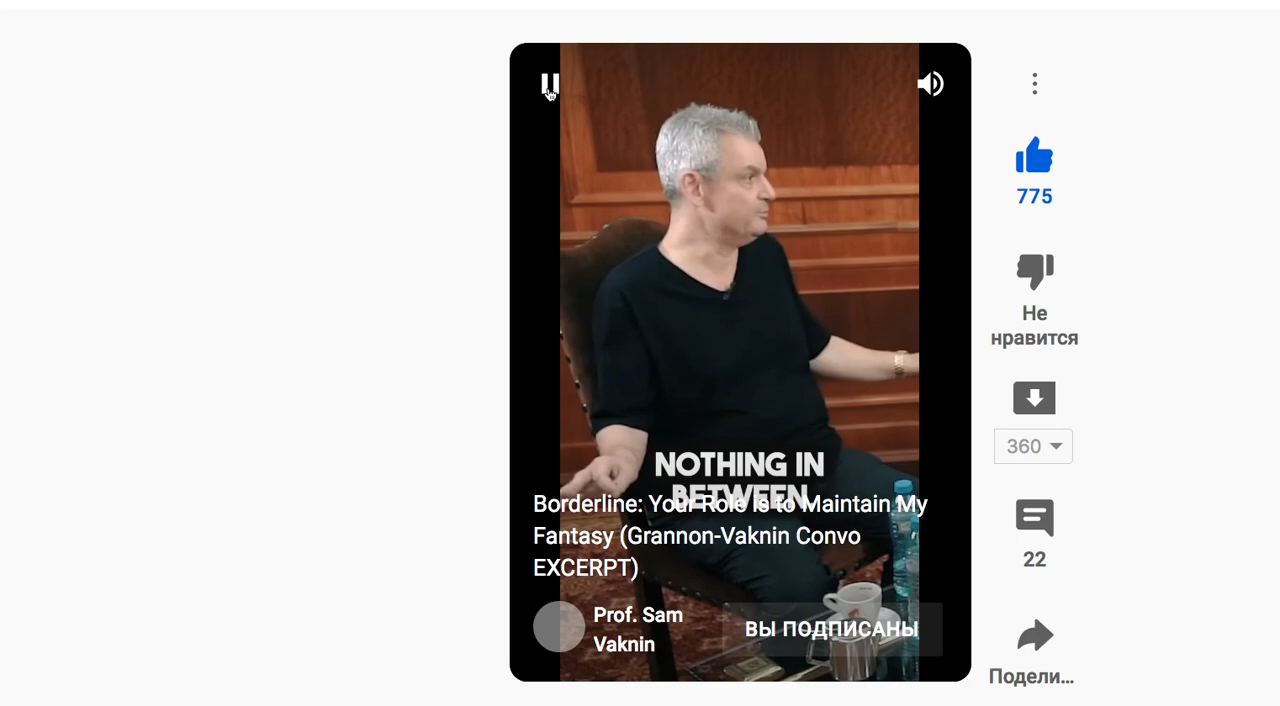 775
NOTHING IN
BETWEEN
Borderline: Your Role is to Maintain My
Fantasy (Grannon-Vaknin Convo
EXCERPT)
Prof. Sam
Vaknin
ВЫ ПОДПИСАНЫ
Не
нравится
360
22
Подели...